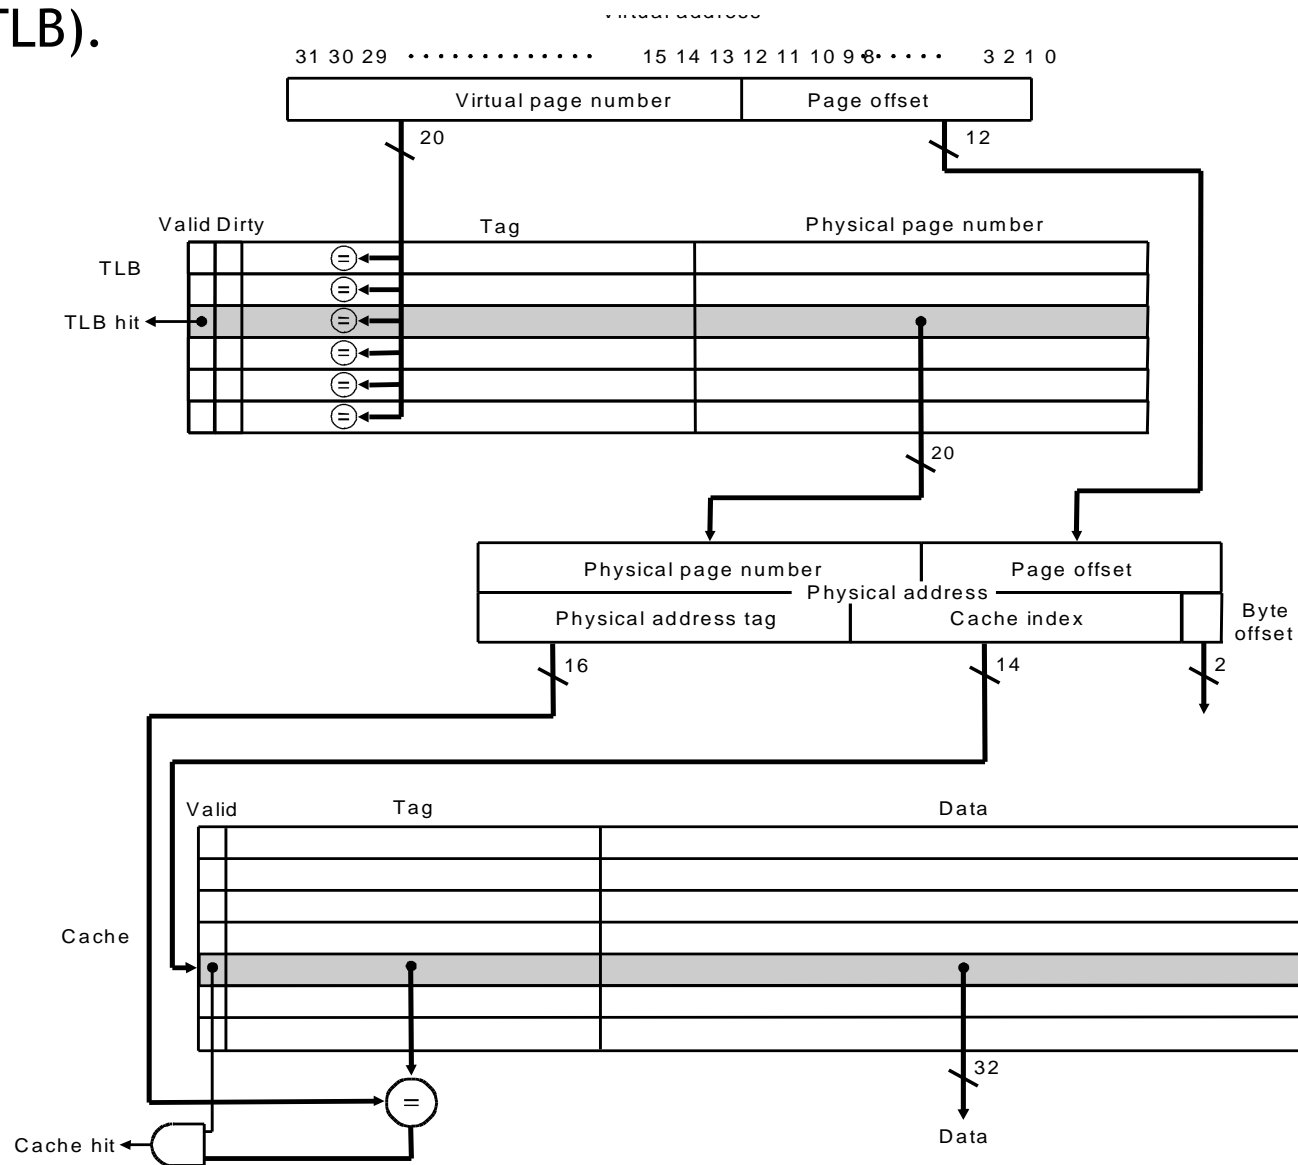 TLB).
Virtual address
31 30 29 ············· 15 14 13 12 11 10 9 8 ······ 3 2 1 0
Virtual page number Page offset
20 12
Valid Dirty Tag Physical page number
TLB
=
=
TLB hit =
=
=
=
20
Physical page number Page offset
Physical address
Physical address tag Cache index Byte
offset
16 14 2
Valid Tag Data
Cache
32
=
Cache hit Data